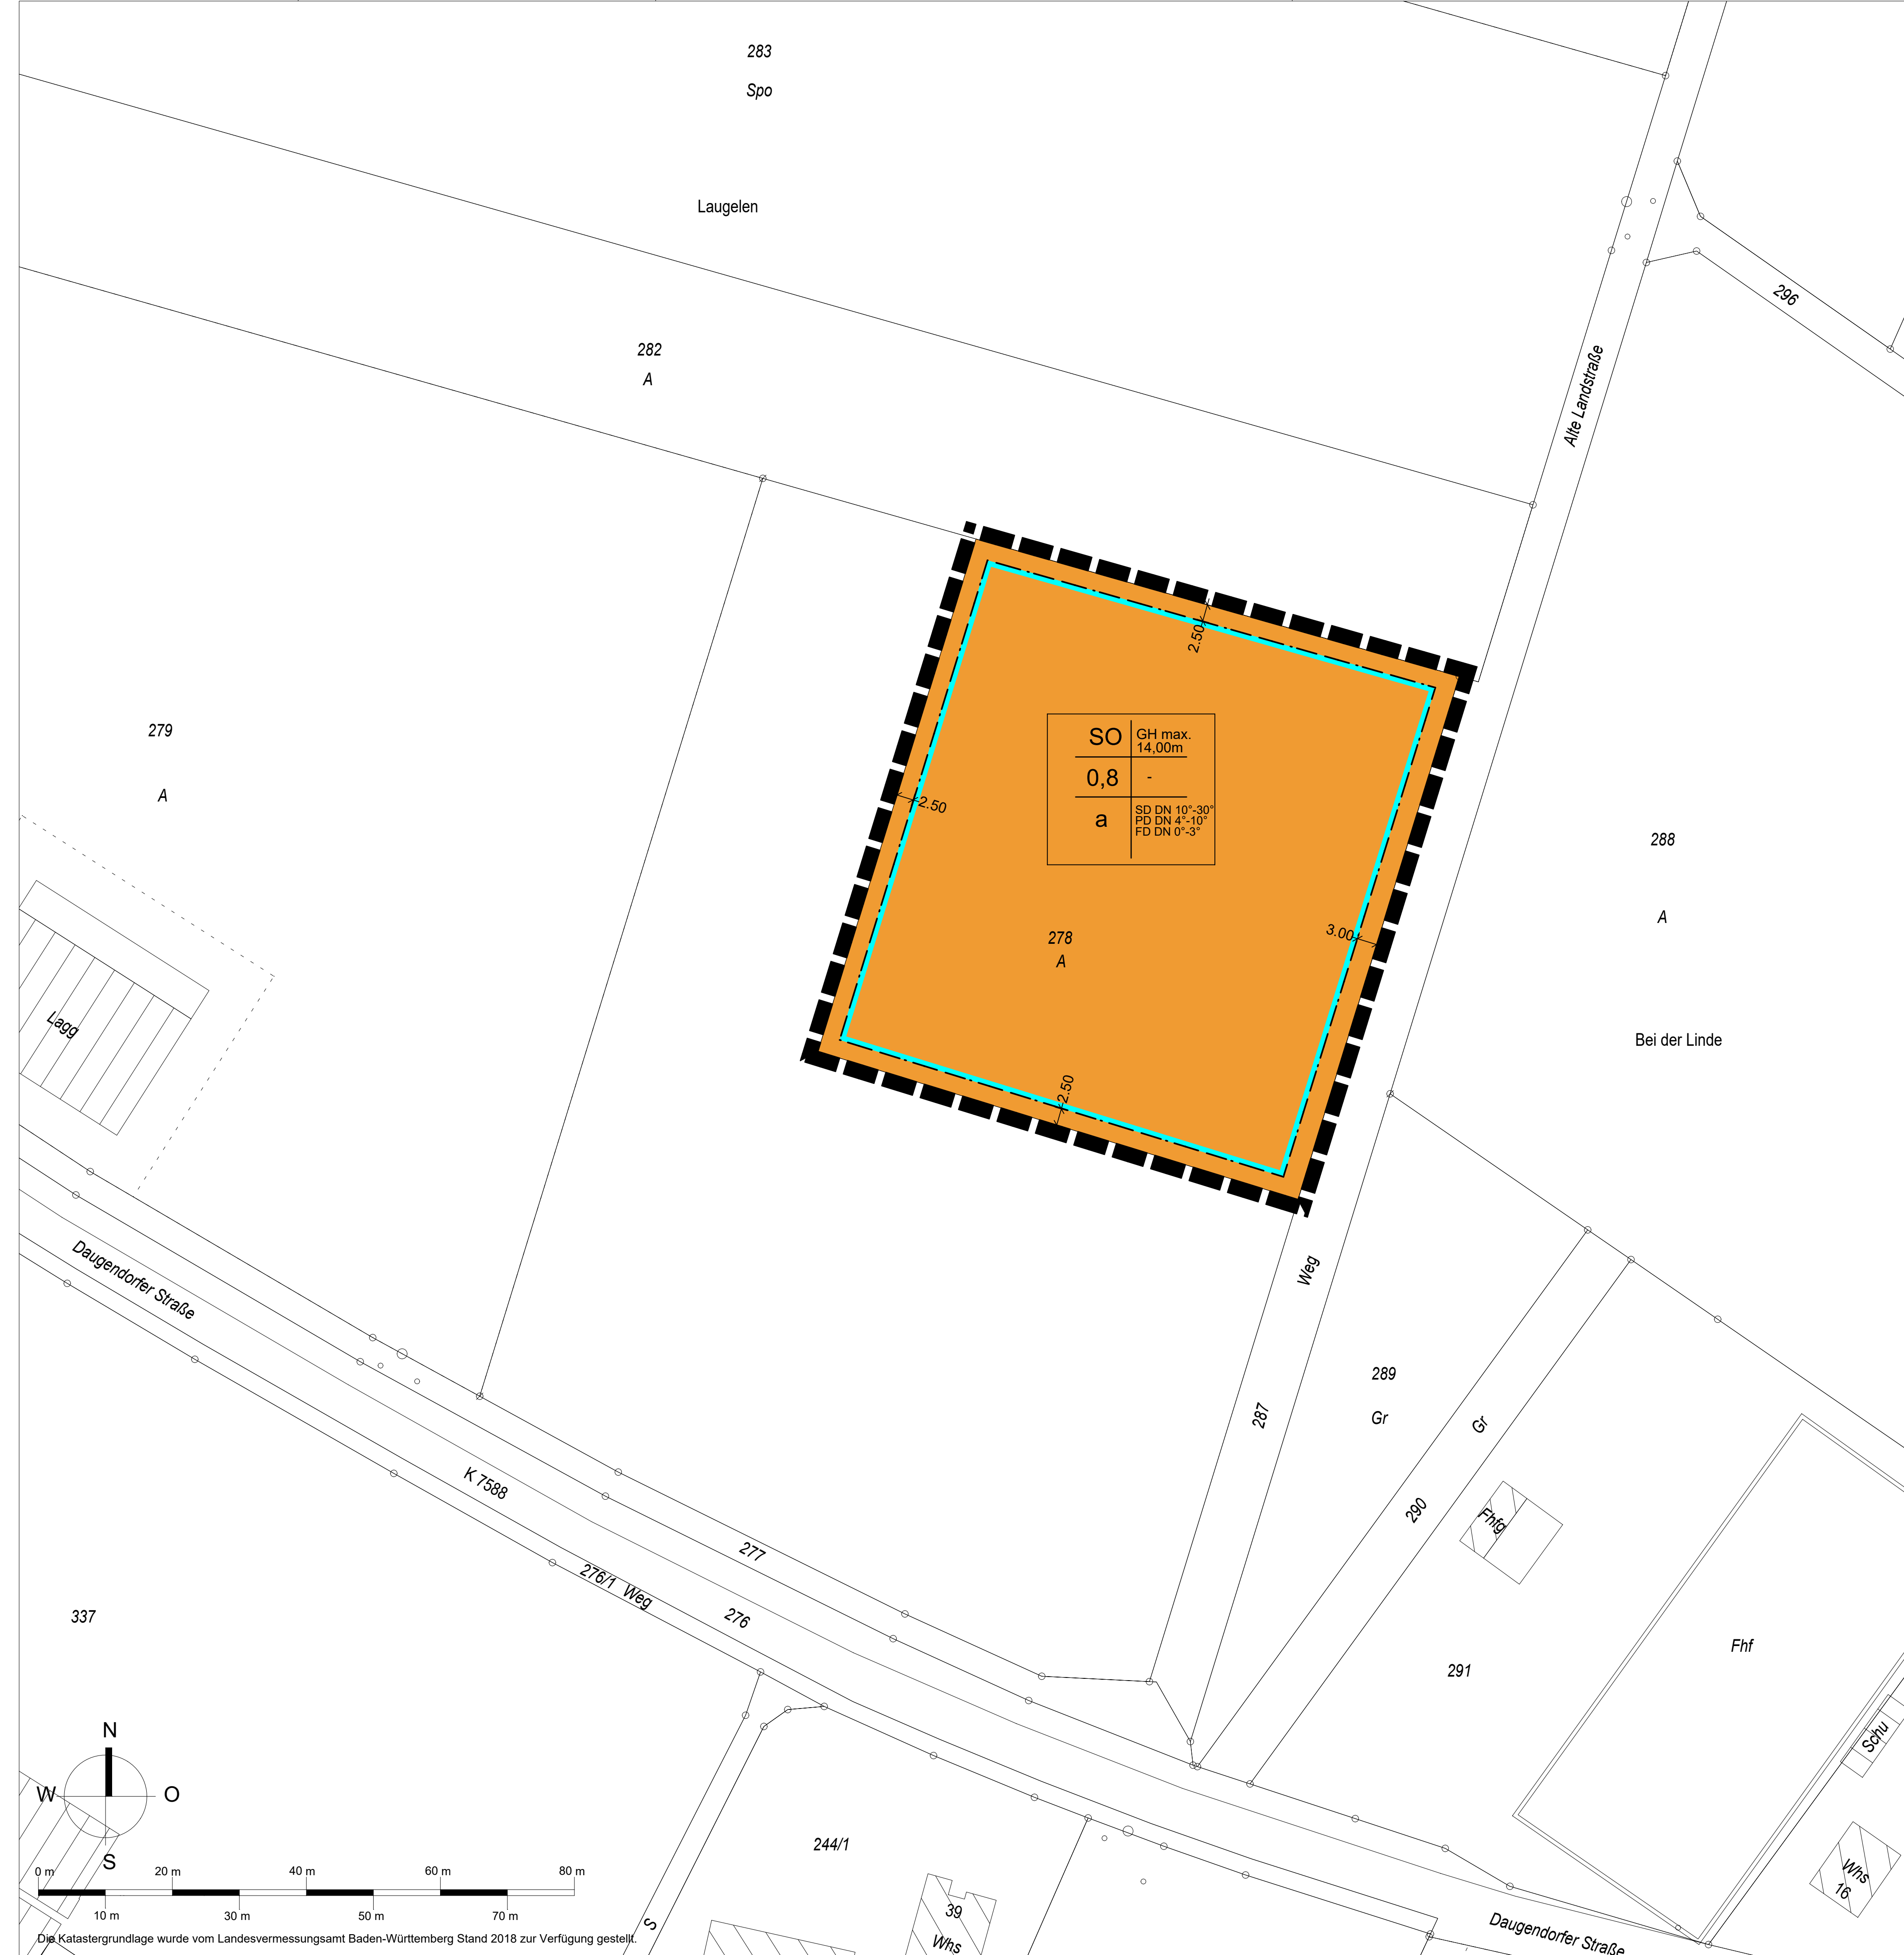 283
Spo
Laugelen
296
282
A
Alte Landstraße
2.50
279
A
SO
GH max.
14,00m
0,8
-
a
SD DN 10°-30°
PD DN 4°-10°
FD DN 0°-3°
2.50
288
A
278
A
3.00
Lagg
Bei der Linde
2.50
Daugendorfer Straße
Weg
289
Gr
287
Gr
K 7588
290
Fhfg
277
276/1 Weg
276
337
Fhf
291
N
W
O
S
Schu
244/1
Whs
16
0 m
20 m
40 m
60 m
80 m
10 m
30 m
50 m
70 m
39
Whs
S
Daugendorfer Straße
Die Katastergrundlage wurde vom Landesvermessungsamt Baden-Württemberg Stand 2018 zur Verfügung gestellt.